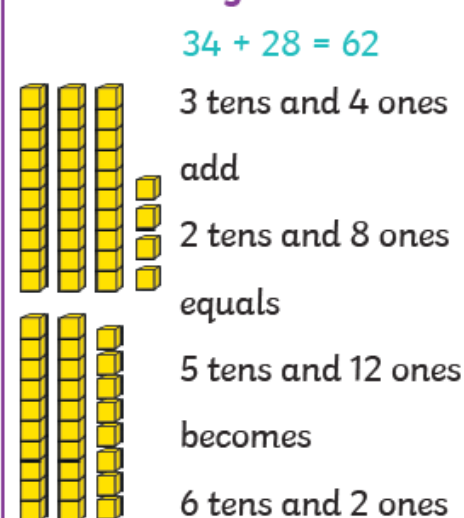 34 + 28 = 62
3 tens and 4 ones
add
2 tens and 8 ones
equals
5 tens and 12 ones
becomes
6 tens and 2 ones